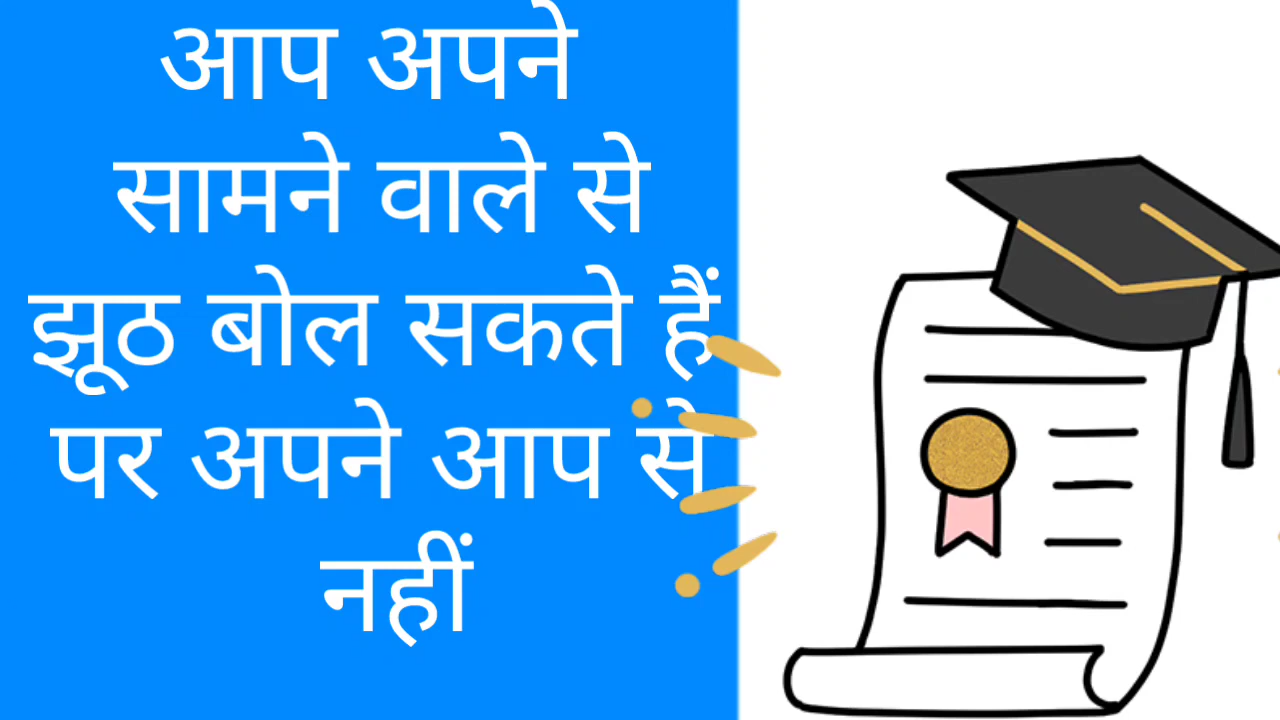 आप अपने
सामने वाले से
झूठ बोल सकते हैं
पर अपने आप से
नहीं